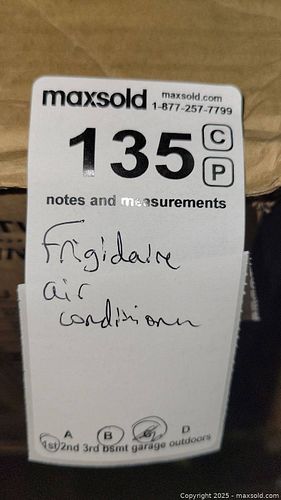 maxsold maxsold.com
1-877-257-7799
135 C
P
notes and measurements
Frigidaire
air
conditioner
A B D
1st 2nd 3rd bsmt garage outdoors
Copyright © 2025 - maxsold.com